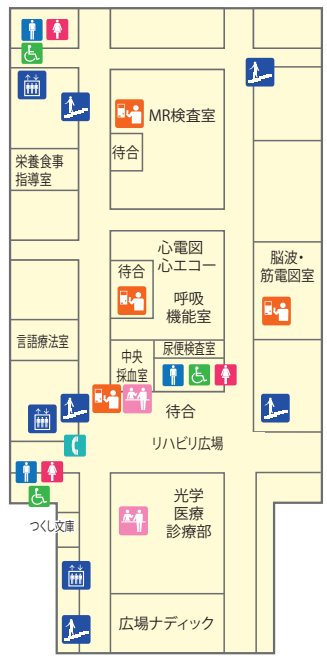 MR検査室
待合
栄養食事
指導室
心電図
心エコー
待合
呼吸
機能室
脳波・
筋電図室
言語療法室
中央
採血室
尿便検査室
待合
リハビリ広場
光学
医療
診療部
つくし文庫
広場ナディック